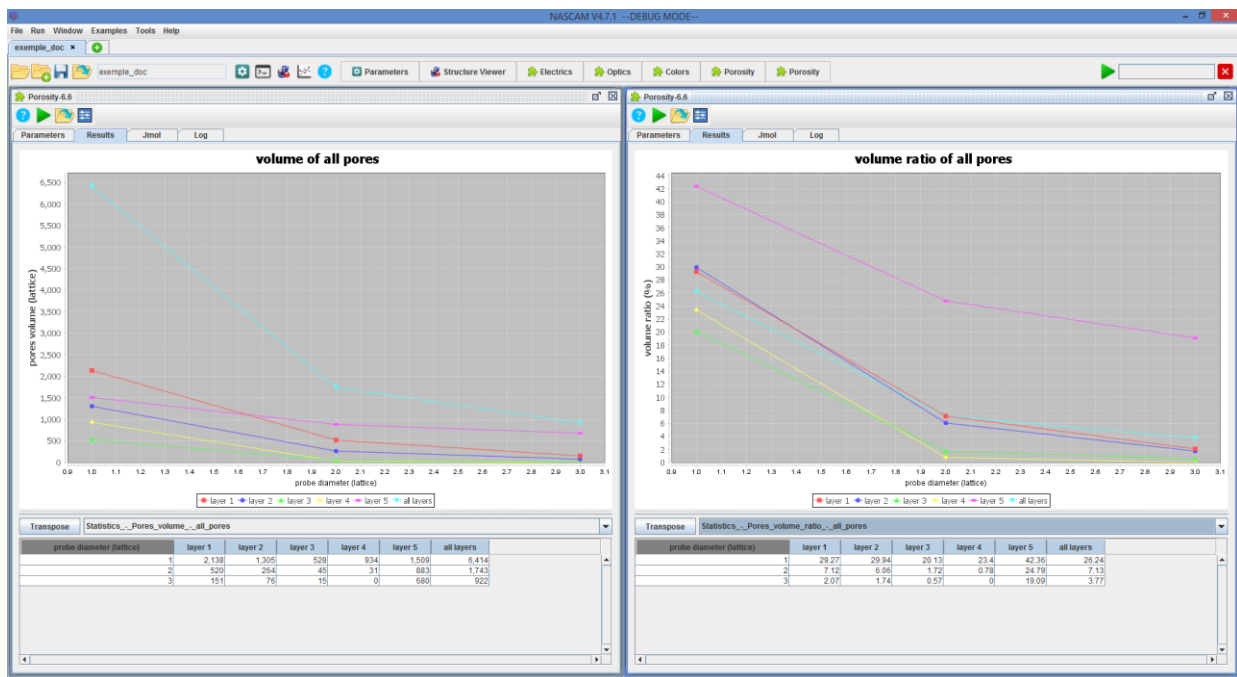 NASCAM V4.7.1 --DEBUG MODE--
File Run Window Examples Tools Help
exemple_doc
exemple_doc Parameters Structure Viewer Electrics Optics Colors Porosity Porosity
Porosity-6.6
Parameters Results Jmol Log
volume of all pores
pores volume (lattice)
6,500
6,000
5,500
5,000
4,500
4,000
3,500
3,000
2,500
2,000
1,500
1,000
500
0
0.9 1.0 1.1 1.2 1.3 1.4 1.5 1.6 1.7 1.8 1.9 2.0 2.1 2.2 2.3 2.4 2.5 2.6 2.7 2.8 2.9 3.0 3.1
probe diameter (lattice)
layer 1 layer 2 layer 3 layer 4 layer 5 all layers
Transpose Statistics_-_Pores_volume_-_all_pores
probe diameter (lattice) layer 1 layer 2 layer 3 layer 4 layer 5 all layers
1 2,138 1,305 528 934 1,509 6,414
2 520 264 45 31 883 1,743
3 151 76 15 0 680 922
Porosity-6.6
Parameters Results Jmol Log
volume ratio of all pores
volume ratio (%)
44
42
40
38
36
34
32
30
28
26
24
22
20
18
16
14
12
10
8
6
4
2
0
0.9 1.0 1.1 1.2 1.3 1.4 1.5 1.6 1.7 1.8 1.9 2.0 2.1 2.2 2.3 2.4 2.5 2.6 2.7 2.8 2.9 3.0 3.1
probe diameter (lattice)
layer 1 layer 2 layer 3 layer 4 layer 5 all layers
Transpose Statistics_-_Pores_volume_ratio_-_all_pores
probe diameter (lattice) layer 1 layer 2 layer 3 layer 4 layer 5 all layers
1 29.27 29.94 20.13 23.4 42.36 26.24
2 7.12 6.06 1.72 0.78 24.79 7.13
3 2.07 1.74 0.57 0 19.09 3.77